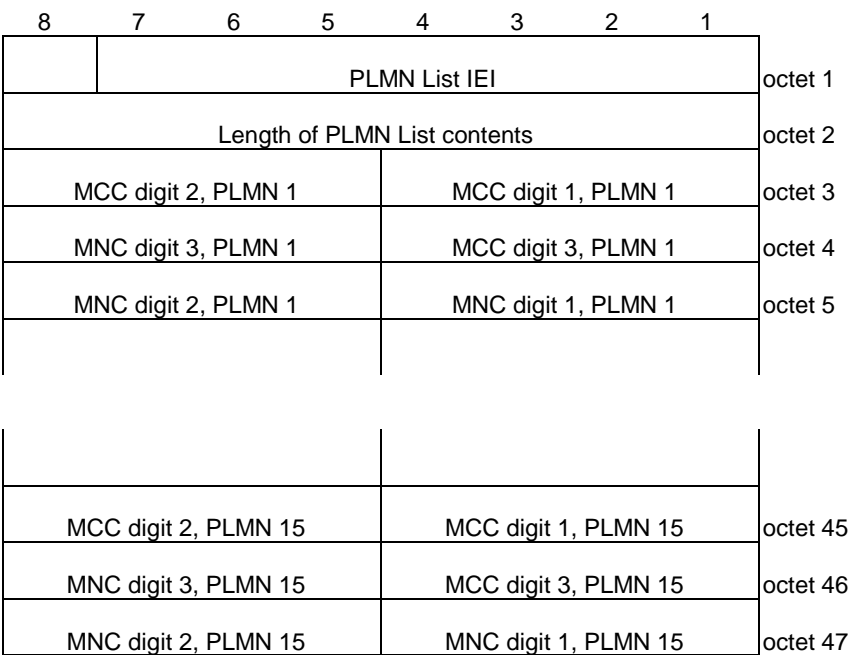 8 7 6 5 4 3 2 1
PLMN List IEI octet 1
Length of PLMN List contents octet 2
MCC digit 2, PLMN 1 MCC digit 1, PLMN 1 octet 3
MNC digit 3, PLMN 1 MCC digit 3, PLMN 1 octet 4
MNC digit 2, PLMN 1 MNC digit 1, PLMN 1 octet 5
MCC digit 2, PLMN 15 MCC digit 1, PLMN 15 octet 45
MNC digit 3, PLMN 15 MCC digit 3, PLMN 15 octet 46
MNC digit 2, PLMN 15 MNC digit 1, PLMN 15 octet 47